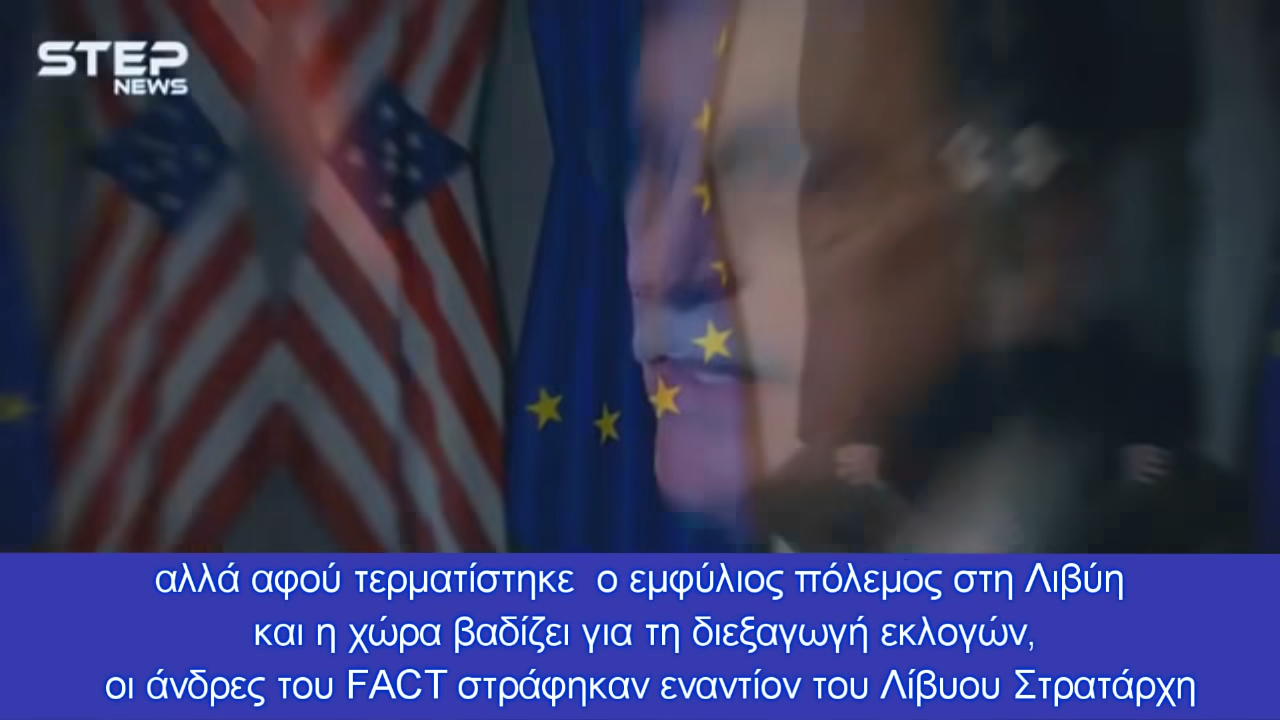 STEP
NEWS
αλλά αφού τερματίστηκε ο εμφύλιος πόλεμος στη Λιβύη
και η χώρα βαδίζει για τη διεξαγωγή εκλογών,
οι άνδρες του FACT στράφηκαν εναντίον του Λίβυου Στρατάρχη